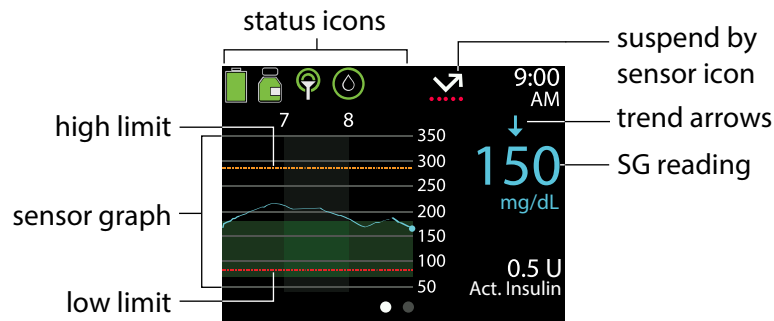 status icons
suspend by
sensor icon
9:00
AM
7 8
high limit
trend arrows
350
300
250
200
150
100
50
150
mg/dL
SG reading
sensor graph
0.5 U
Act. Insulin
low limit